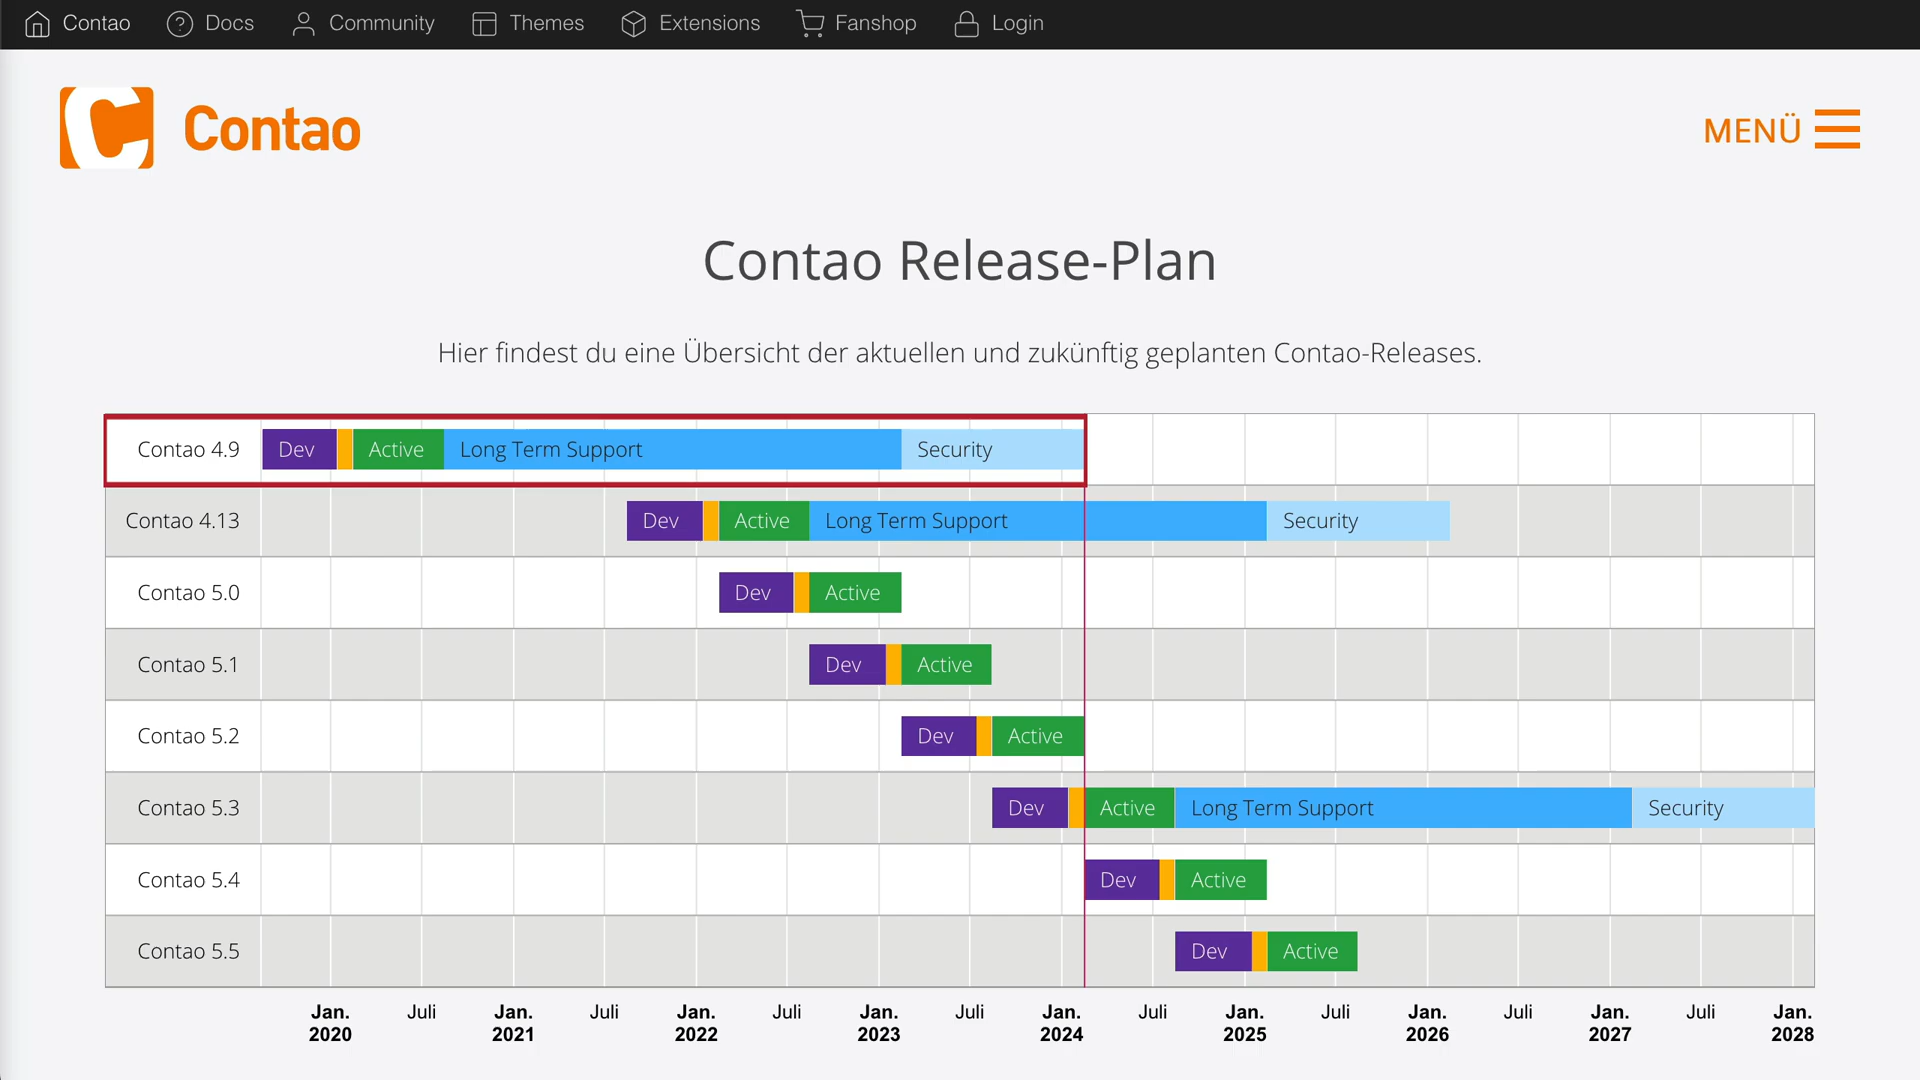 Contao Docs Community Themes Extensions Fanshop Login
Contao
MENÜ
Contao Release-Plan
Hier findest du eine Übersicht der aktuellen und zukünftig geplanten Contao-Releases.
Contao 4.9 Dev Active Long Term Support Security
Contao 4.13 Dev Active Long Term Support Security
Contao 5.0 Dev Active
Contao 5.1 Dev Active
Contao 5.2 Dev Active
Contao 5.3 Dev Active Long Term Support Security
Contao 5.4 Dev Active
Contao 5.5 Dev Active
Jan. Juli Jan. Juli Jan. Juli Jan. Juli Jan. Juli Jan. Juli Jan. Juli Jan. Juli Jan.
2020 2021 2022 2023 2024 2025 2026 2027 2028